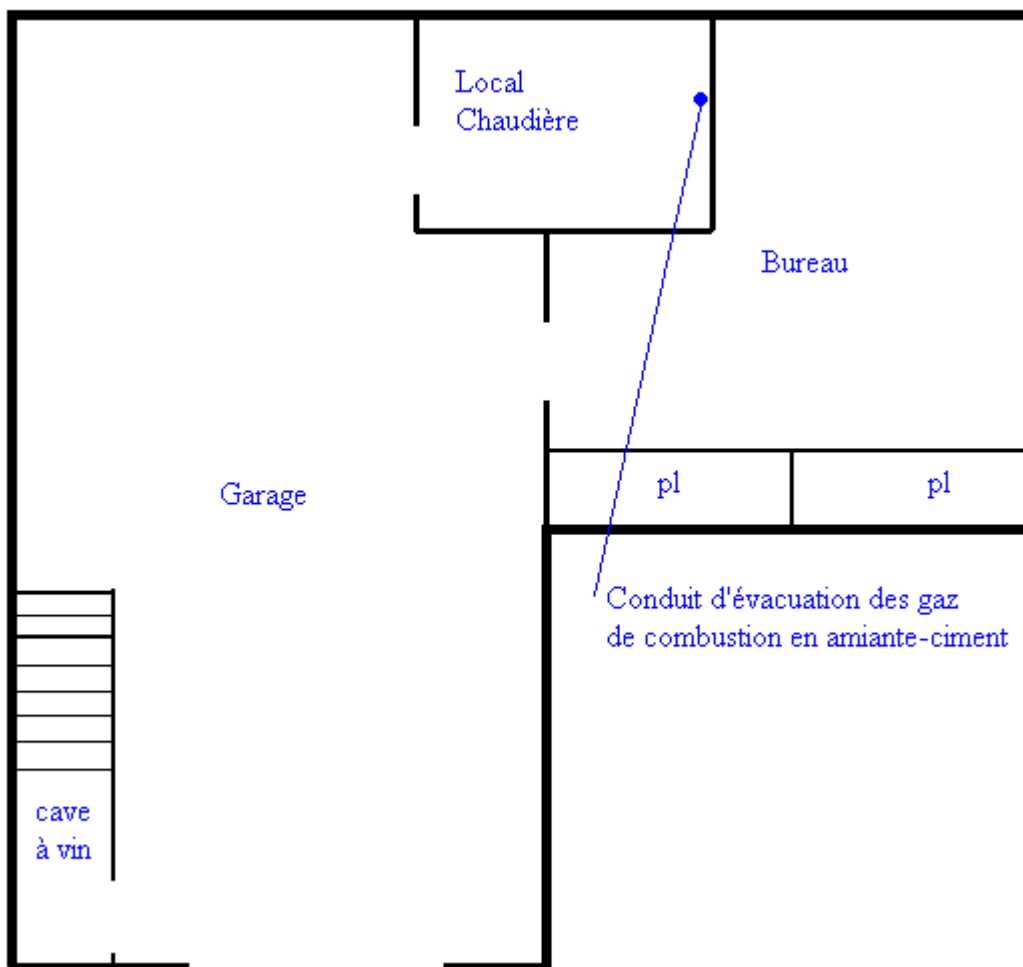 Local
Chaudière
Bureau
Garage
pl
pl
Conduit d'évacuation des gaz
de combustion en amiante-ciment
cave
à vin